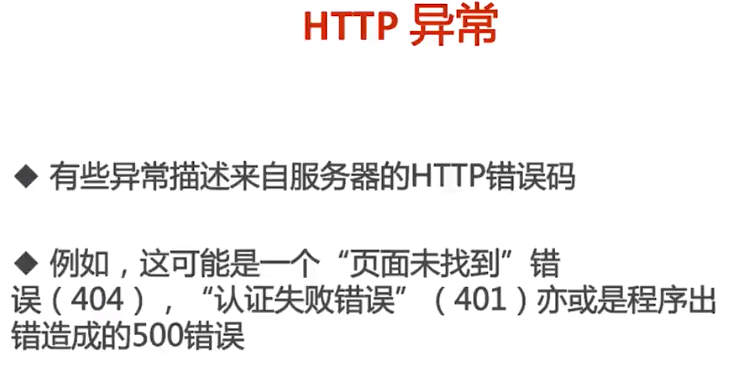 HTTP 异常
◆ 有些异常描述来自服务器的HTTP错误码
◆ 例如，这可能是一个“页面未找到”错
误（404），“认证失败错误”（401）亦或是程序出
错造成的500错误